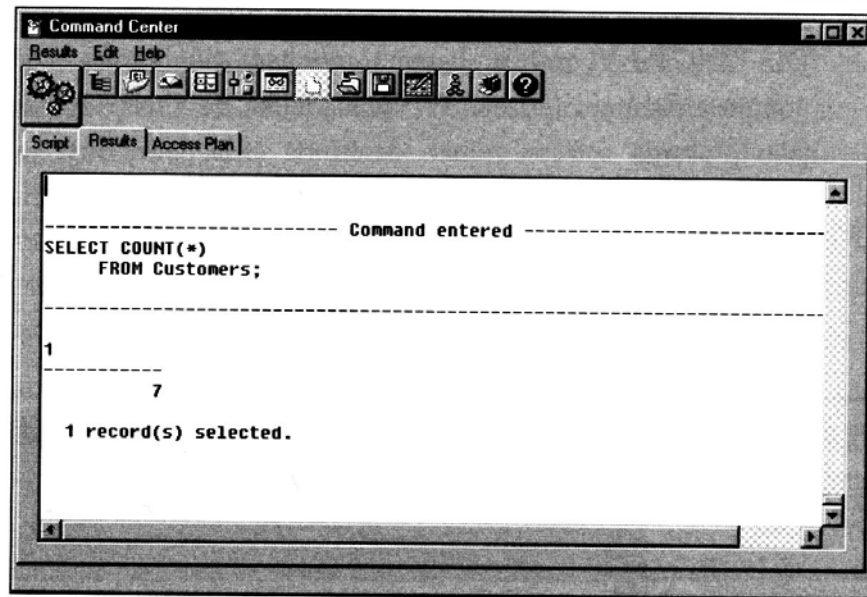 Command Center
Results Edit Help
Script Results Access Plan
---------------------------- Command entered ----------------------------
SELECT COUNT(*)
FROM Customers;
--------------------------------------------------------------------------
1
-----------
7
1 record(s) selected.